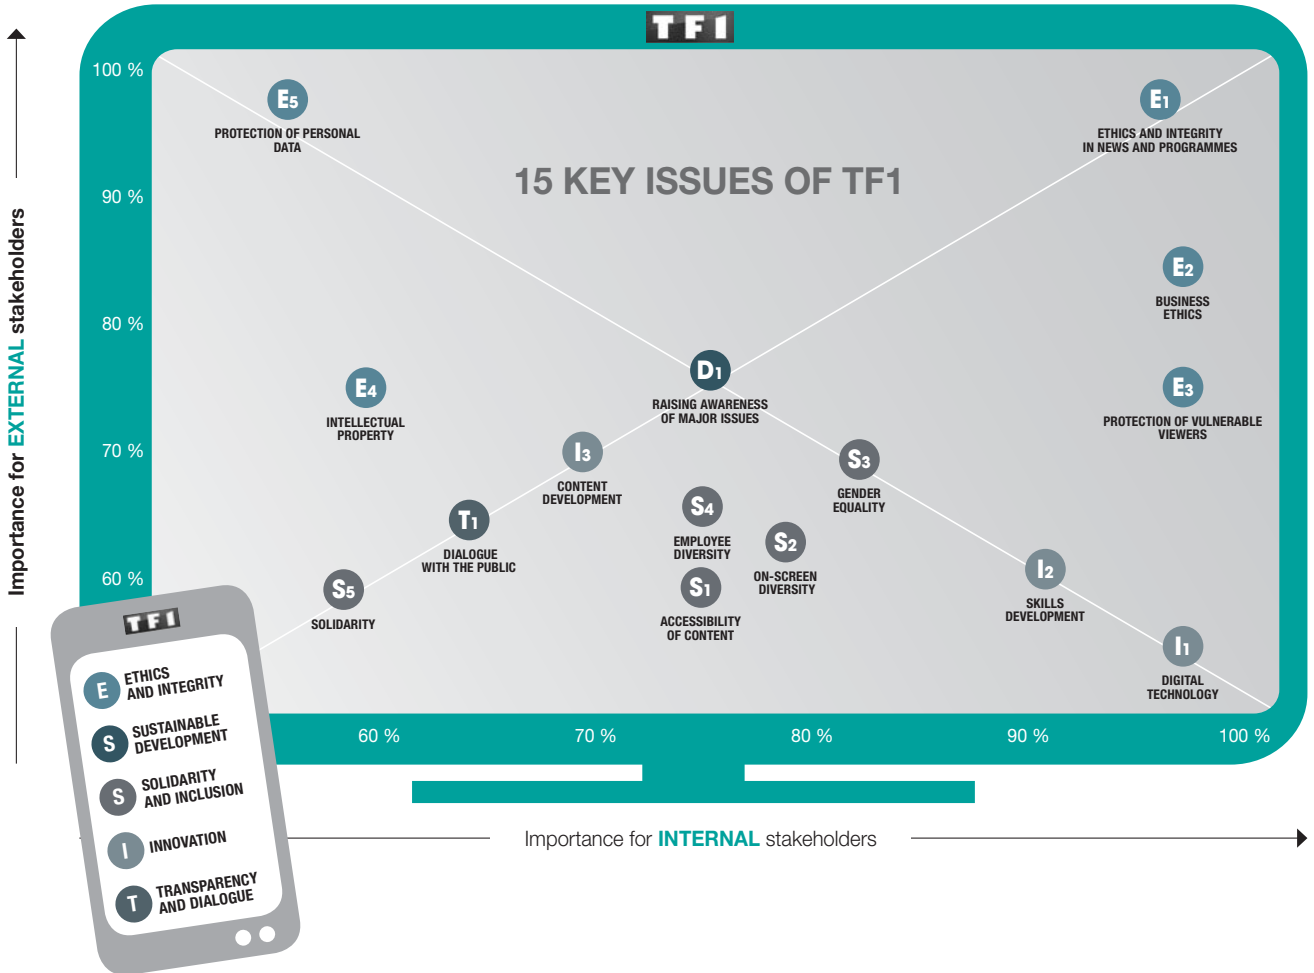 TF1
100 %
90 %
80 %
70 %
60 %
Importance for EXTERNAL stakeholders
15 KEY ISSUES OF TF1
E5
PROTECTION OF PERSONAL
DATA
E1
ETHICS AND INTEGRITY
IN NEWS AND PROGRAMMES
E2
BUSINESS
ETHICS
D1
RAISING AWARENESS
OF MAJOR ISSUES
E4
INTELLECTUAL
PROPERTY
E3
PROTECTION OF VULNERABLE
VIEWERS
I3
CONTENT
DEVELOPMENT
S3
GENDER
EQUALITY
S4
EMPLOYEE
DIVERSITY
T1
DIALOGUE
WITH THE PUBLIC
S2
ON-SCREEN
DIVERSITY
I2
SKILLS
DEVELOPMENT
S5
SOLIDARITY
S1
ACCESSIBILITY
OF CONTENT
I1
DIGITAL
TECHNOLOGY
60 %
70 %
80 %
90 %
100 %
Importance for INTERNAL stakeholders
TF1
E
ETHICS
AND INTEGRITY
S
SUSTAINABLE
DEVELOPMENT
S
SOLIDARITY
AND INCLUSION
I
INNOVATION
T
TRANSPARENCY
AND DIALOGUE